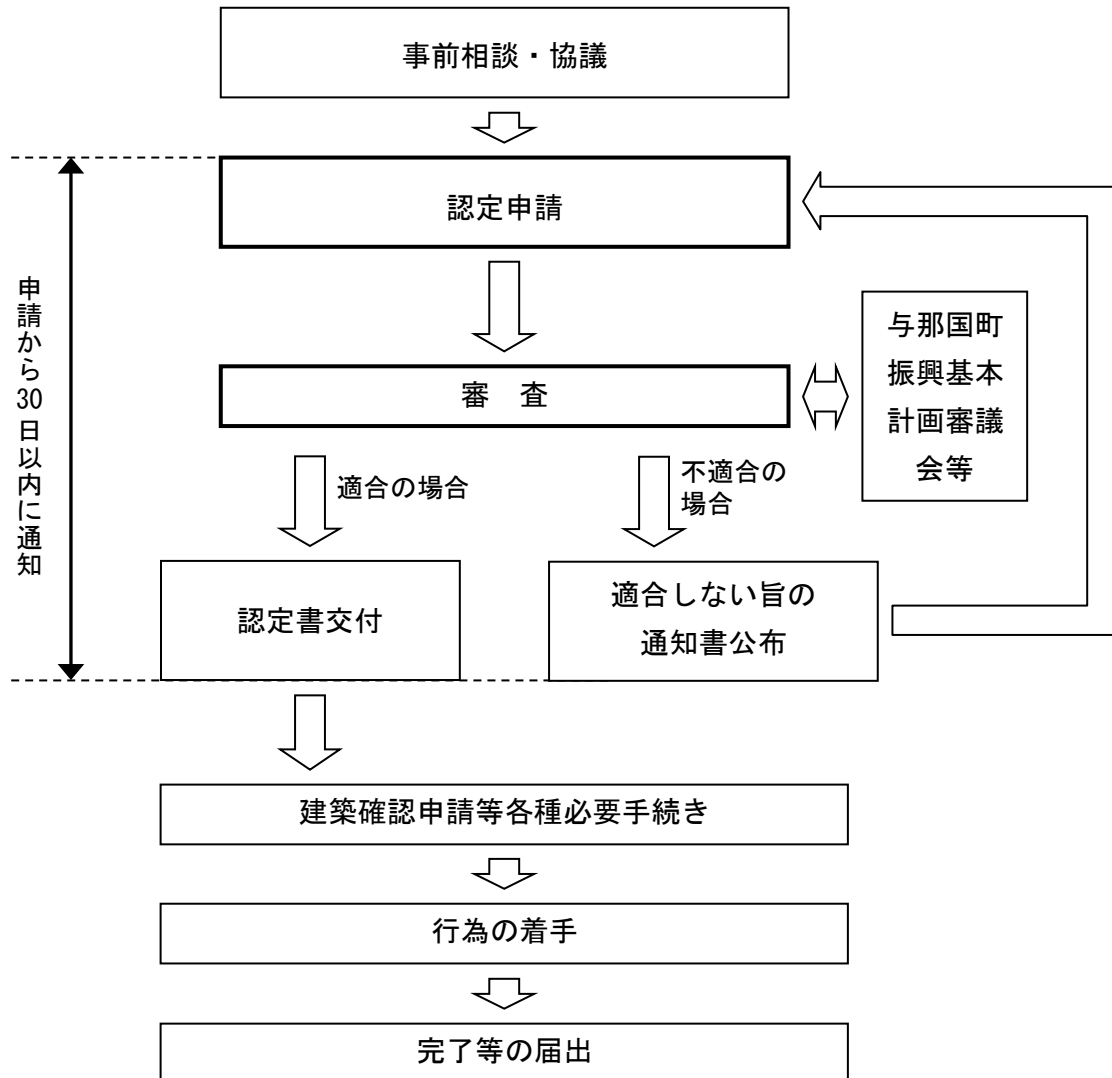 事前相談・協議
認定申請
申請から30日以内に通知
審　査
与那国町
振興基本
計画審議
会等
適合の場合
不適合の
場合
認定書交付
適合しない旨の
通知書公布
建築確認申請等各種必要手続き
行為の着手
完了等の届出